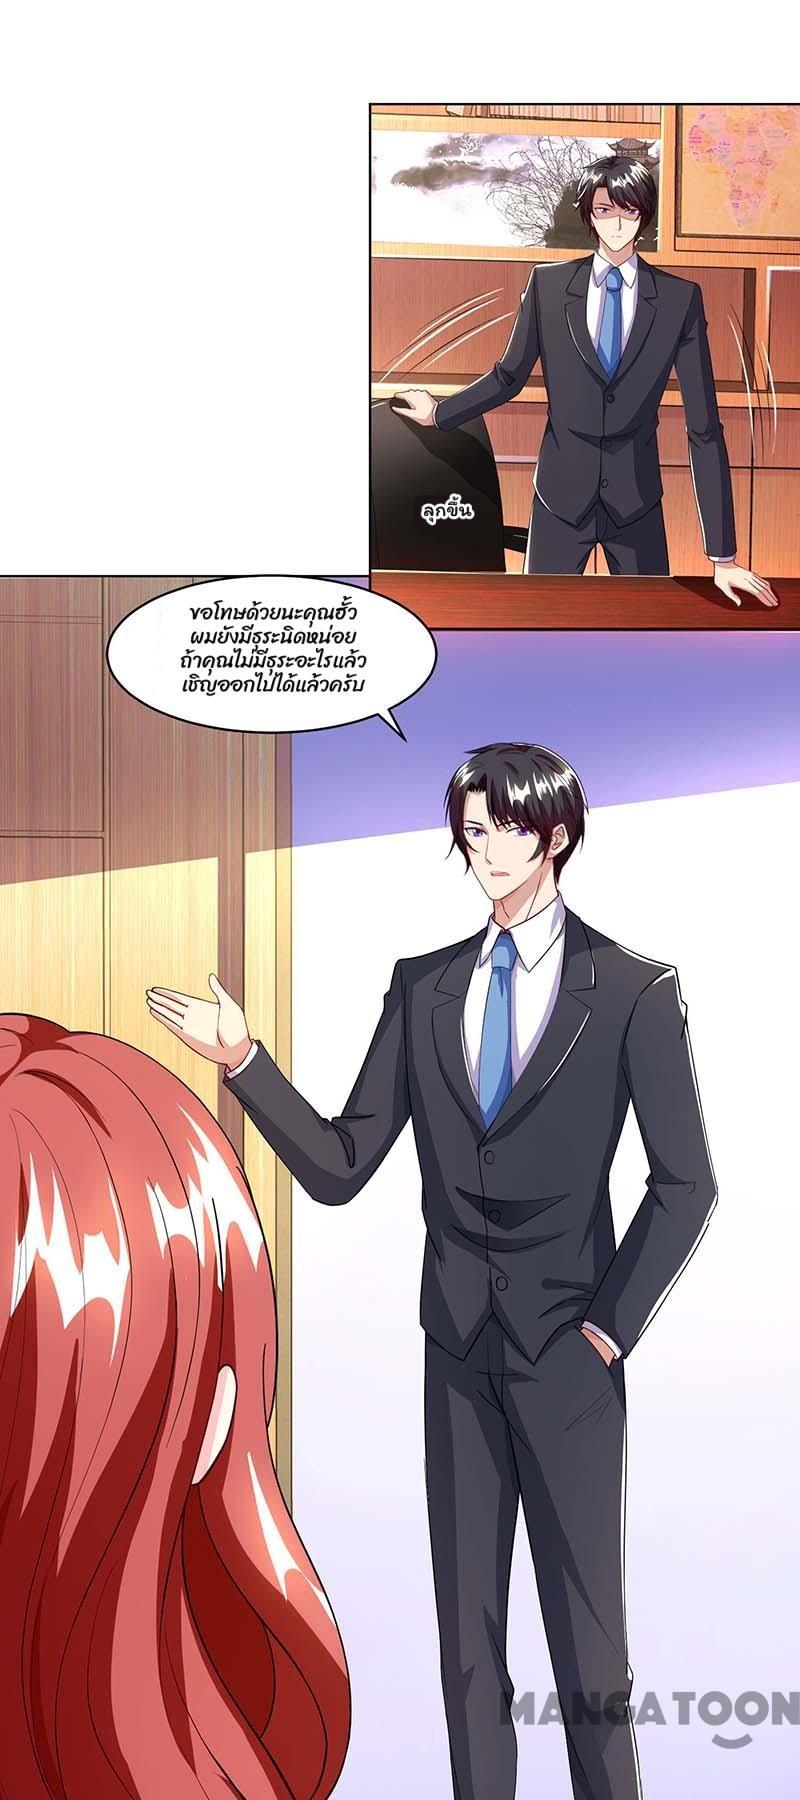 ลุกขึ้น
ขอโทษด้วยนะคุณฮั้ว
ผมยังมีธุระนิดหน่อย
ถ้าคุณไม่มีธุระอะไรแล้ว
เชิญออกไปได้แล้วครับ
MANGATOON